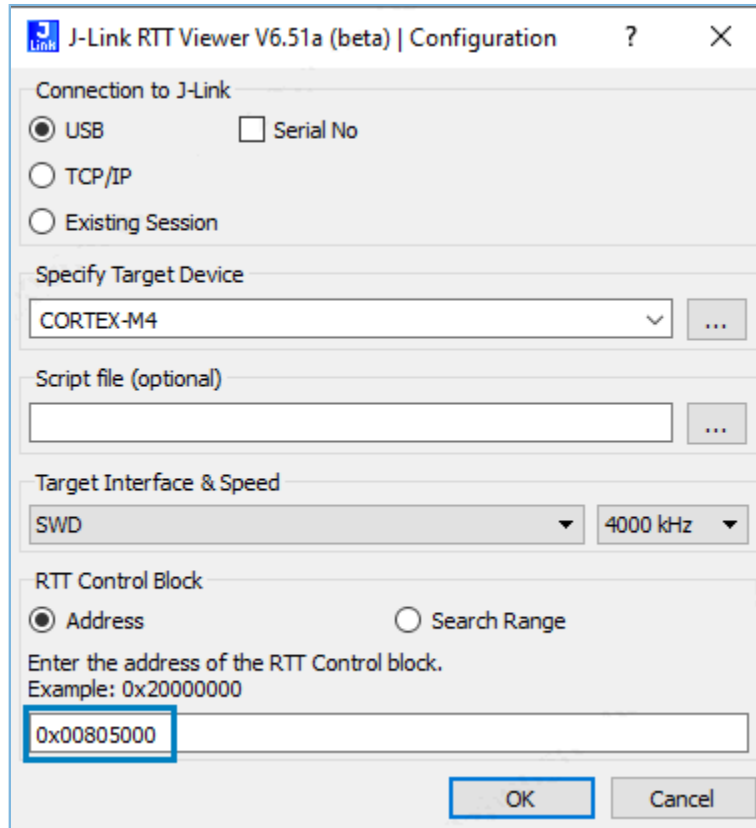 J-Link RTT Viewer V6.51a (beta) | Configuration ? ✕
Connection to J-Link
USB Serial No
TCP/IP
Existing Session
Specify Target Device
CORTEX-M4 ...
Script file (optional)
...
Target Interface & Speed
SWD 4000 kHz
RTT Control Block
Address Search Range
Enter the address of the RTT Control block.
Example: 0x20000000
0x00805000
OK Cancel